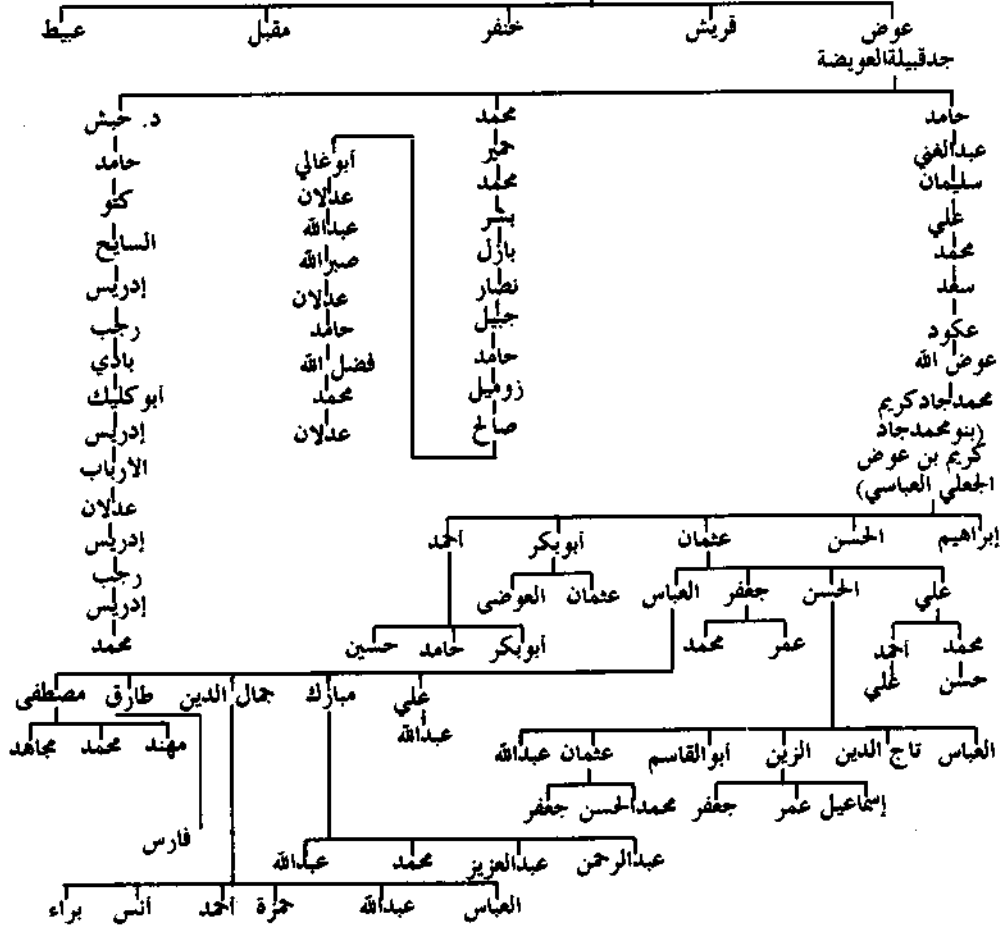 عوض
قريش
خنفر
مقبل
عبيط
جدقبيلةالعويضة
حامد
عبدالغني
سليمان
علي
محمد
سعد
عكود
عوض الله
محمدجادكريم
(بنومحمدجاد
كريم بن عوض
الجعلي العباسي)
محمد
حمير
محمد
بشر
بازل
نصار
جبيل
حامد
زوميل
صالح
أبوغالي
عدلان
عبدالله
صبرالله
عدلان
حامد
فضل الله
محمد
عدلان
د. حبش
حامد
كتو
السايح
إدريس
رجب
بادي
أبوكليك
إدريس
الأرباب
عدلان
إدريس
رجب
إدريس
محمد
إبراهيم
الحسن
عثمان
أبوبكر
أحمد
علي
الحسن
جعفر
العباس
عثمان
العوضى
محمد
أحمد
عمر
محمد
أبوبكر
حامد
حسين
حسن
علي
علي
مبارك
جمال الدين
طارق
مصطفى
عبدالله
مهند
محمد
مجاهد
العباس
تاج الدين
الزين
أبوالقاسم
عثمان
عبدالله
إسماعيل
عمر
جعفر
محمدالحسن
جعفر
فارس
عبدالرحمن
عبدالعزيز
محمد
عبدالله
العباس
عبدالله
حمزة
أحمد
أنس
براء